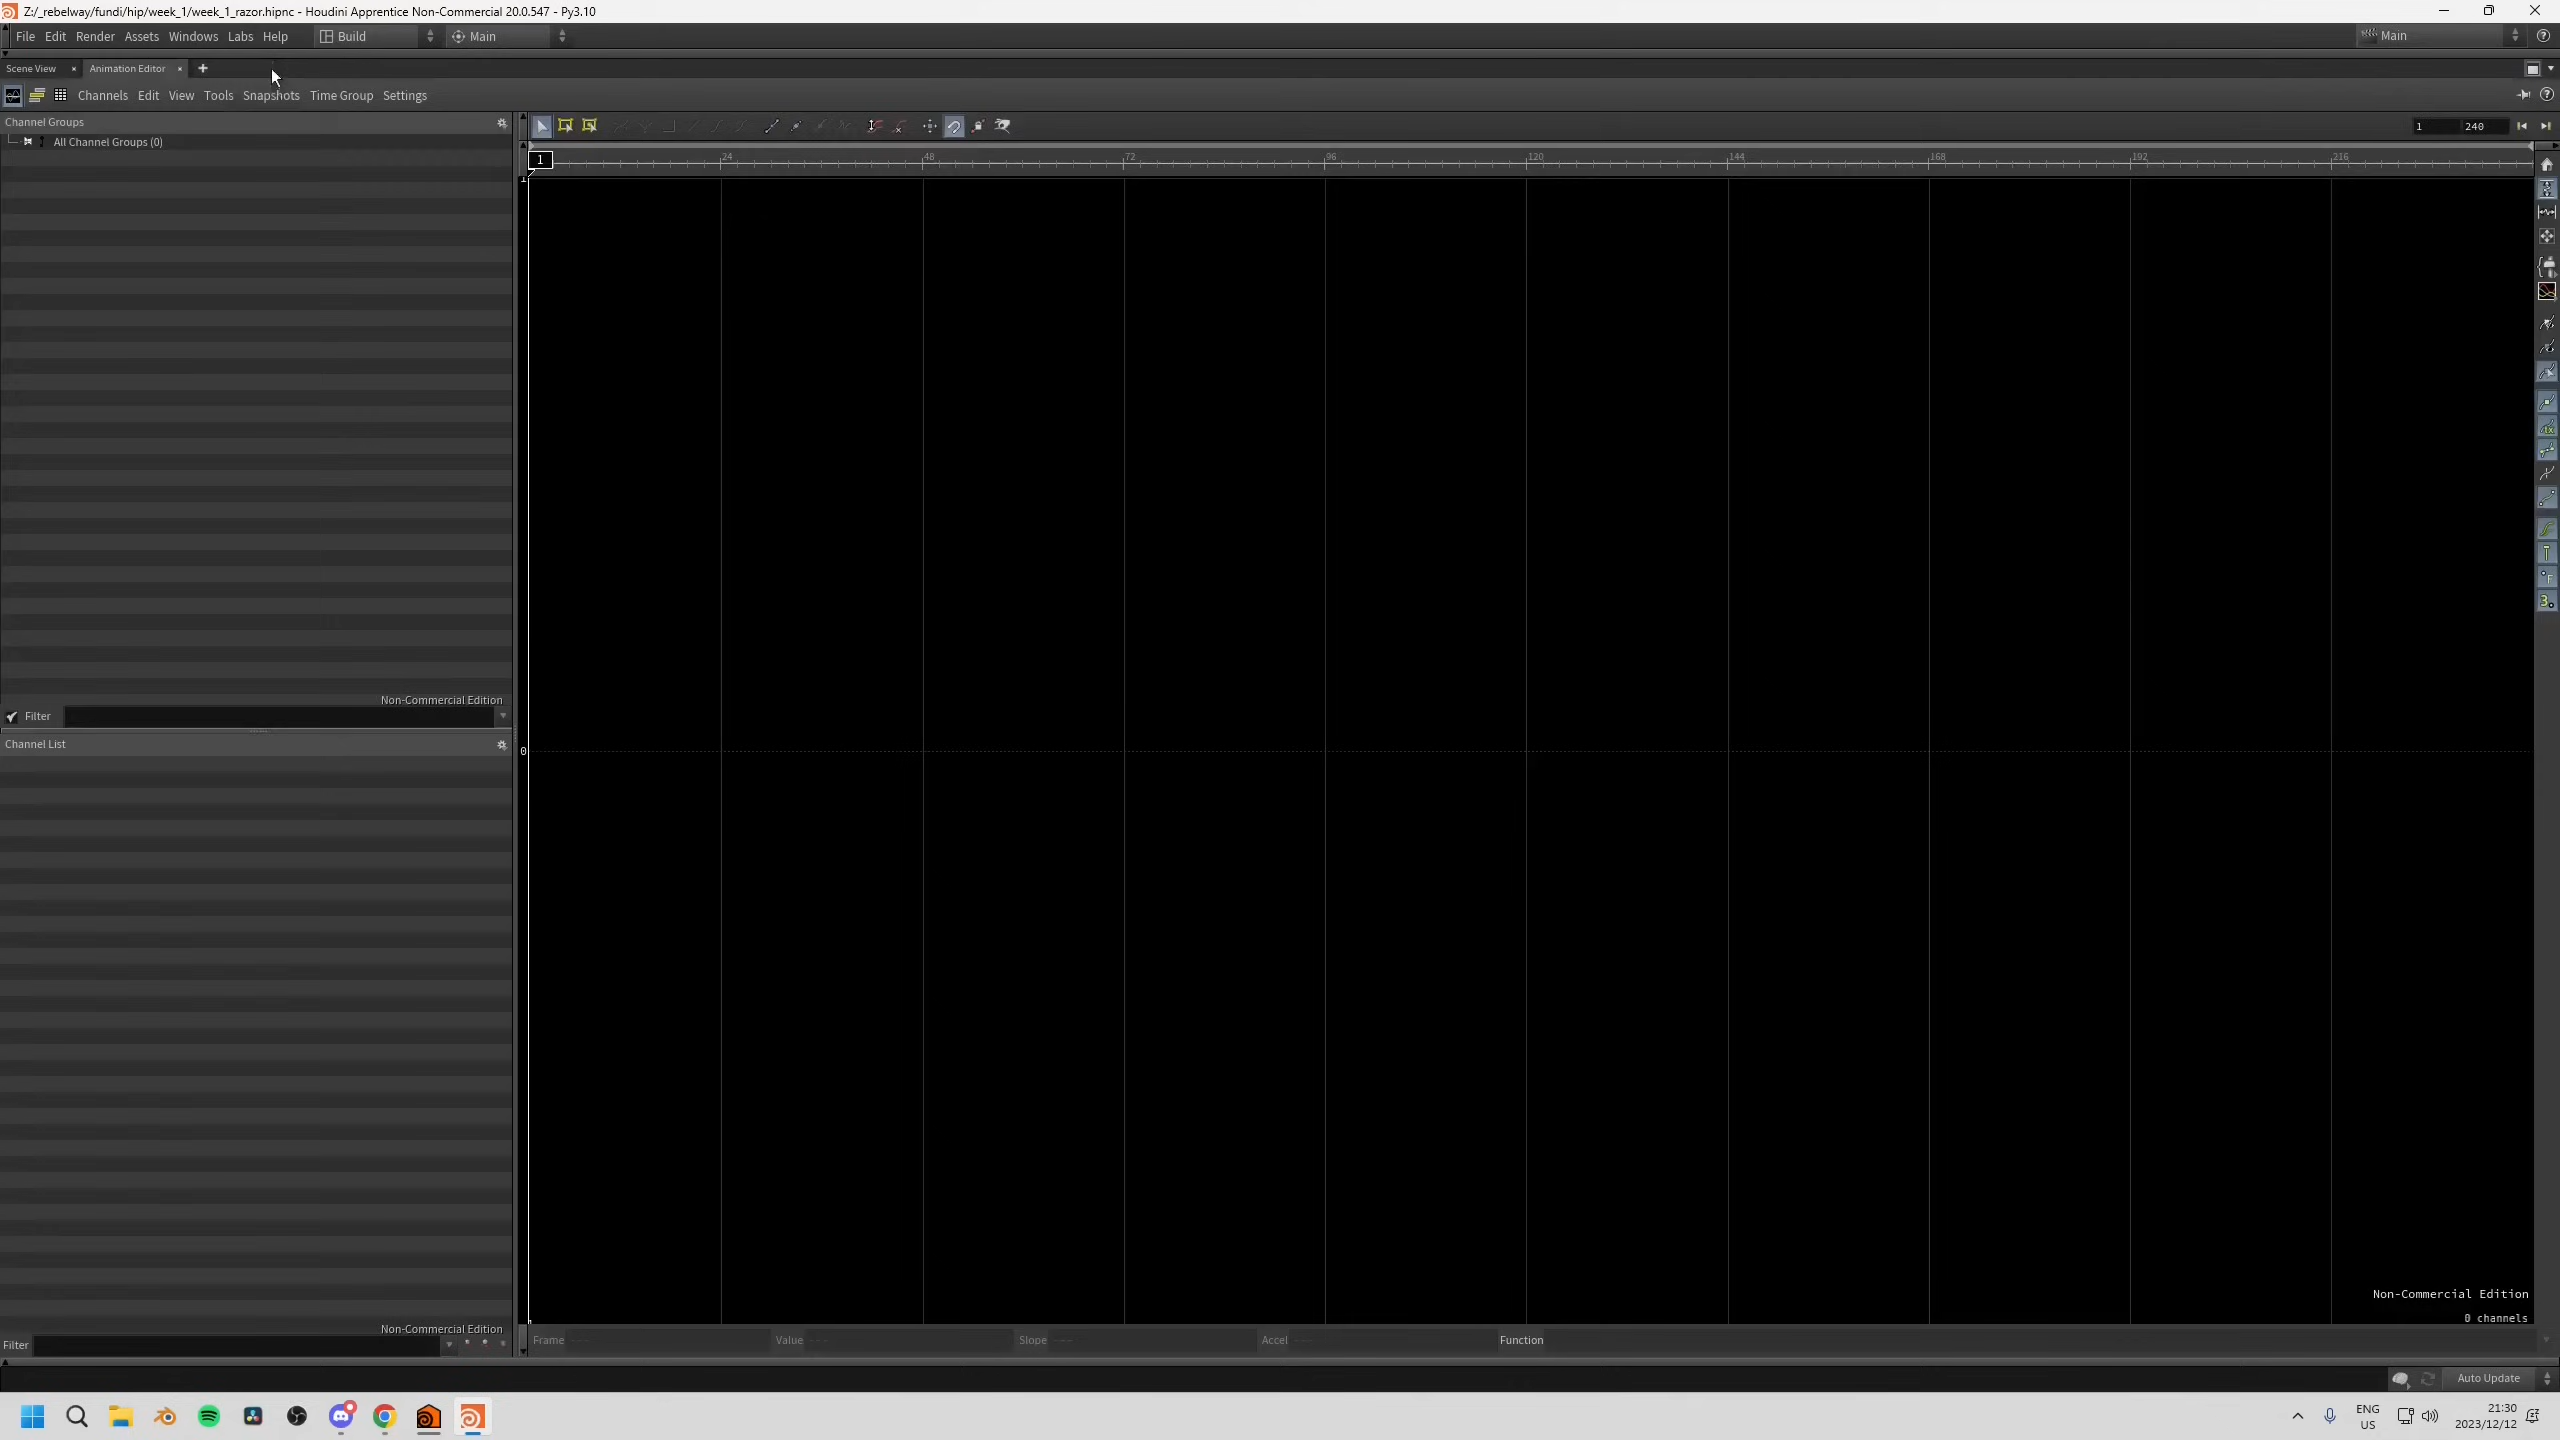 Z:/_rebelway/fundi/hip/week_1/week_1_razor.hipnc - Houdini Apprentice Non-Commercial 20.0.547 - Py3.10
File Edit Render Assets Windows Labs Help Build Main Main
Scene View Animation Editor
Channels Edit View Tools Snapshots Time Group Settings
Channel Groups
1 240
All Channel Groups (0)
1 24 48 72 96 120 144 168 192 216
1
Non-Commercial Edition
Filter
Channel List
0
Non-Commercial Edition
0 channels
Non-Commercial Edition
Filter
Frame --- Value --- Slope --- Accel --- Function
Auto Update
ENG
US
21:30
2023/12/12